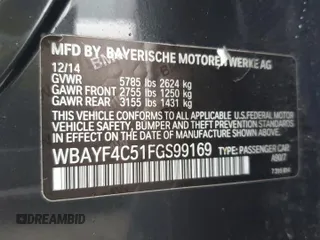 MFD BY. BAYERISCHE MOTOREN WERKE AG
12/14
GVWR 5785 lbs 2624 kg
GAWR FRONT 2755 lbs 1250 kg
GAWR REAR 3155 lbs 1431 kg
THIS VEHICLE CONFORMS TO ALL APPLICABLE
FEDERAL MOTOR VEHICLE SAFETY, BUMPER, AND
THEFT PREVENTION STANDARDS IN EFFECT ON
THE DATE OF MANUFACTURE SHOWN ABOVE.
WBAYF4C51FGS99169 TYPE: PASSENGER CAR
A90/7
DREAMBID